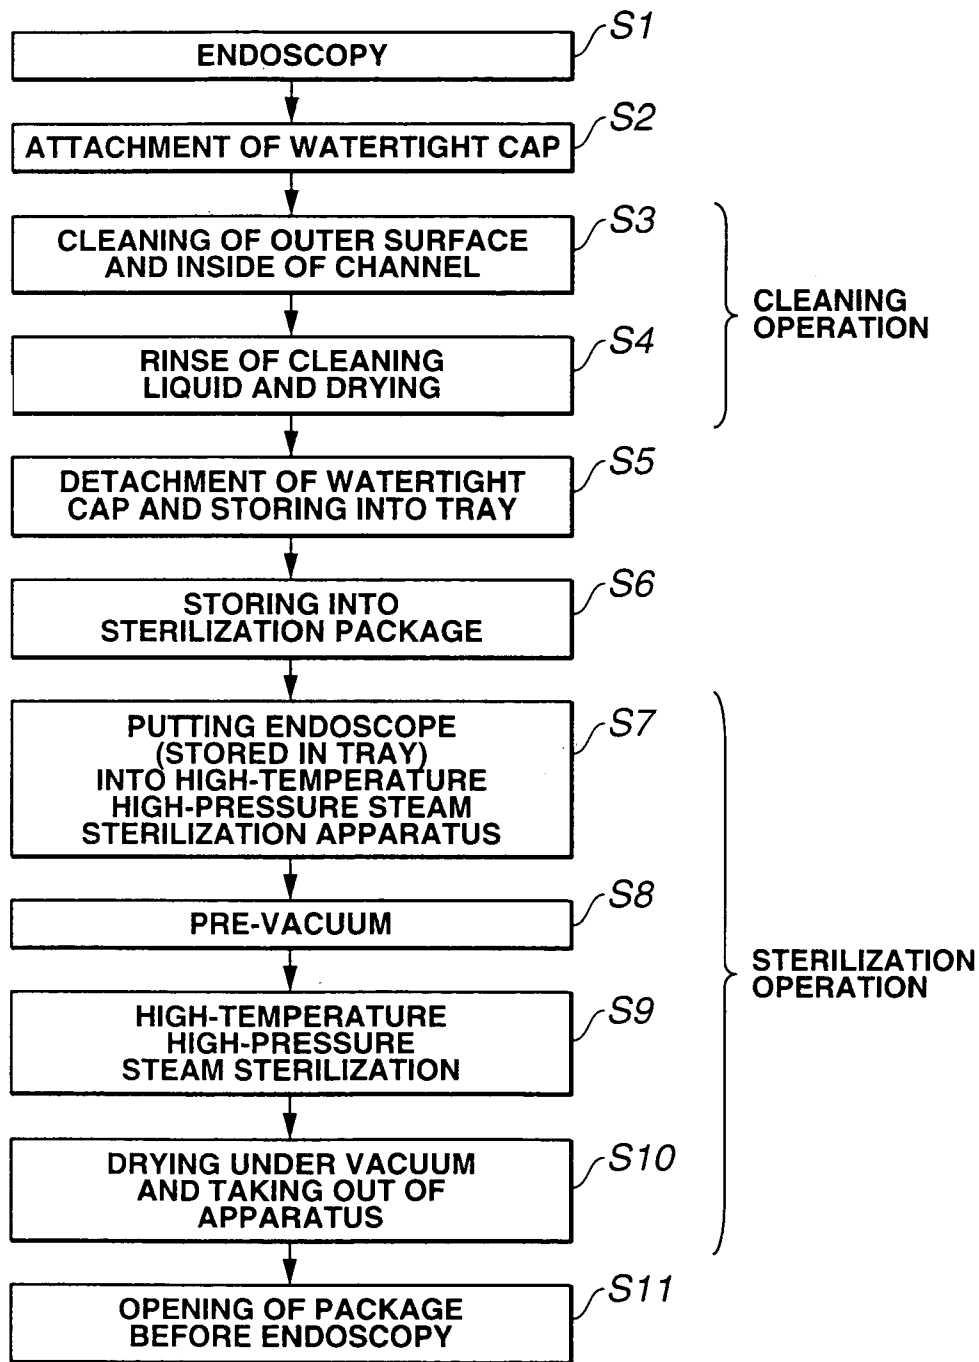 S1
ENDOSCOPY
S2
ATTACHMENT OF WATERTIGHT CAP
S3
CLEANING OF OUTER SURFACE
AND INSIDE OF CHANNEL
CLEANING
OPERATION
S4
RINSE OF CLEANING
LIQUID AND DRYING
S5
DETACHMENT OF WATERTIGHT
CAP AND STORING INTO TRAY
S6
STORING INTO
STERILIZATION PACKAGE
S7
PUTTING ENDOSCOPE
(STORED IN TRAY)
INTO HIGH-TEMPERATURE
HIGH-PRESSURE STEAM
STERILIZATION APPARATUS
S8
PRE-VACUUM
STERILIZATION
OPERATION
S9
HIGH-TEMPERATURE
HIGH-PRESSURE
STEAM STERILIZATION
S10
DRYING UNDER VACUUM
AND TAKING OUT OF
APPARATUS
S11
OPENING OF PACKAGE
BEFORE ENDOSCOPY